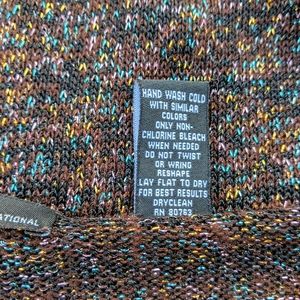 HAND WASH COLD
WITH SIMILAR
COLORS
ONLY NON-
CHLORINE BLEACH
WHEN NEEDED
DO NOT TWIST
OR WRING
RESHAPE
LAY FLAT TO DRY
FOR BEST RESULTS
DRYCLEAN
RN 80763
ATIONAL